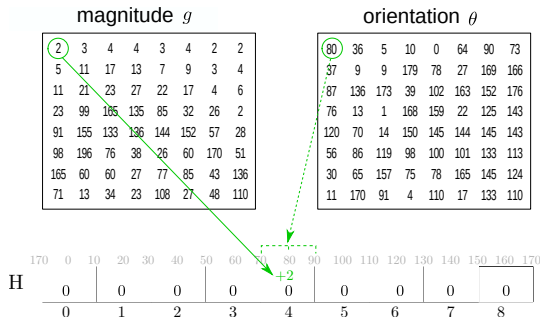 magnitude g orientation θ
2 3 4 4 3 4 2 2 80 36 5 10 0 64 90 73
5 11 17 13 7 9 3 4 37 9 9 179 78 27 169 166
11 21 23 27 22 17 4 6 87 136 173 39 102 163 152 176
23 99 165 135 85 32 26 2 76 13 1 168 159 22 125 143
91 155 133 136 144 152 57 28 120 70 14 150 145 144 145 143
98 196 76 38 26 60 170 51 56 86 119 98 100 101 133 113
165 60 60 27 77 85 43 136 30 65 157 75 78 165 145 124
71 13 34 23 108 27 48 110 11 170 91 4 110 17 133 110
170 0 10 20 30 40 50 60 70 80 90 100 110 120 130 140 150 160 170
+2
H 0 0 0 0 0 0 0 0 0
0 1 2 3 4 5 6 7 8